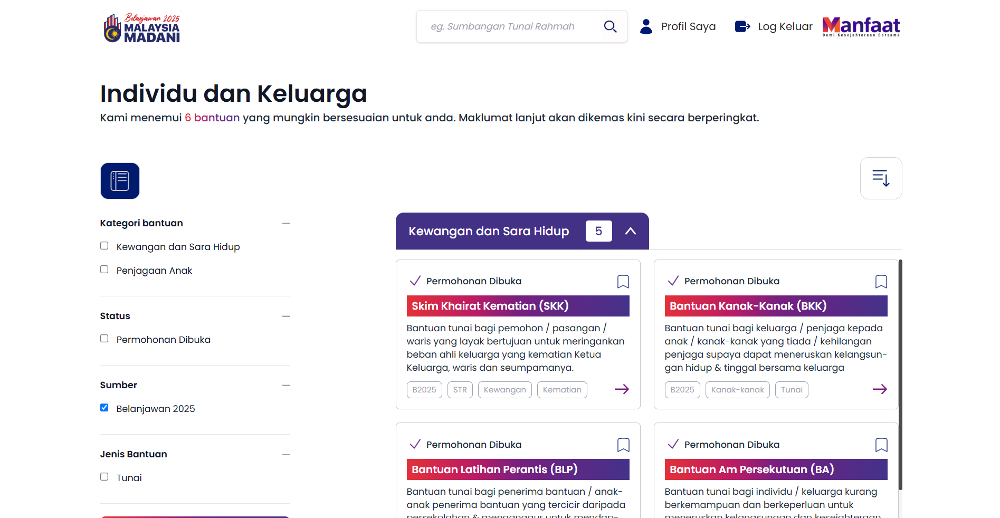 Belanjawan 2025
MALAYSIA
MADANI
eg. Sumbangan Tunai Rahmah
Profil Saya
Log Keluar
Manfaat
Demi Kesejahteraan Bersama
Individu dan Keluarga
Kami menemui 6 bantuan yang mungkin bersesuaian untuk anda. Maklumat lanjut akan dikemas kini secara berperingkat.
Kategori bantuan
Kewangan dan Sara Hidup
Penjagaan Anak
Status
Permohonan Dibuka
Sumber
Belanjawan 2025
Jenis Bantuan
Tunai
Kewangan dan Sara Hidup 5
Permohonan Dibuka
Skim Khairat Kematian (SKK)
Bantuan tunai bagi pemohon / pasangan /
waris yang layak bertujuan untuk meringankan
beban ahli keluarga yang kematian Ketua
Keluarga, waris dan seumpamanya.
B2025 STR Kewangan Kematian
Permohonan Dibuka
Bantuan Kanak-Kanak (BKK)
Bantuan tunai bagi keluarga / penjaga kepada
anak / kanak-kanak yang tiada / kehilangan
penjaga supaya dapat meneruskan kelangsun-
gan hidup & tinggal bersama keluarga
B2025 Kanak-kanak Tunai
Permohonan Dibuka
Bantuan Latihan Perantis (BLP)
Bantuan tunai bagi penerima bantuan / anak-
anak penerima bantuan yang tercicir daripada
persekolahan & menganggur untuk mendap-
Permohonan Dibuka
Bantuan Am Persekutuan (BA)
Bantuan tunai bagi individu / keluarga kurang
berkemampuan dan berkeperluan untuk
meneruskan kelangsungan dan kesejahteraan